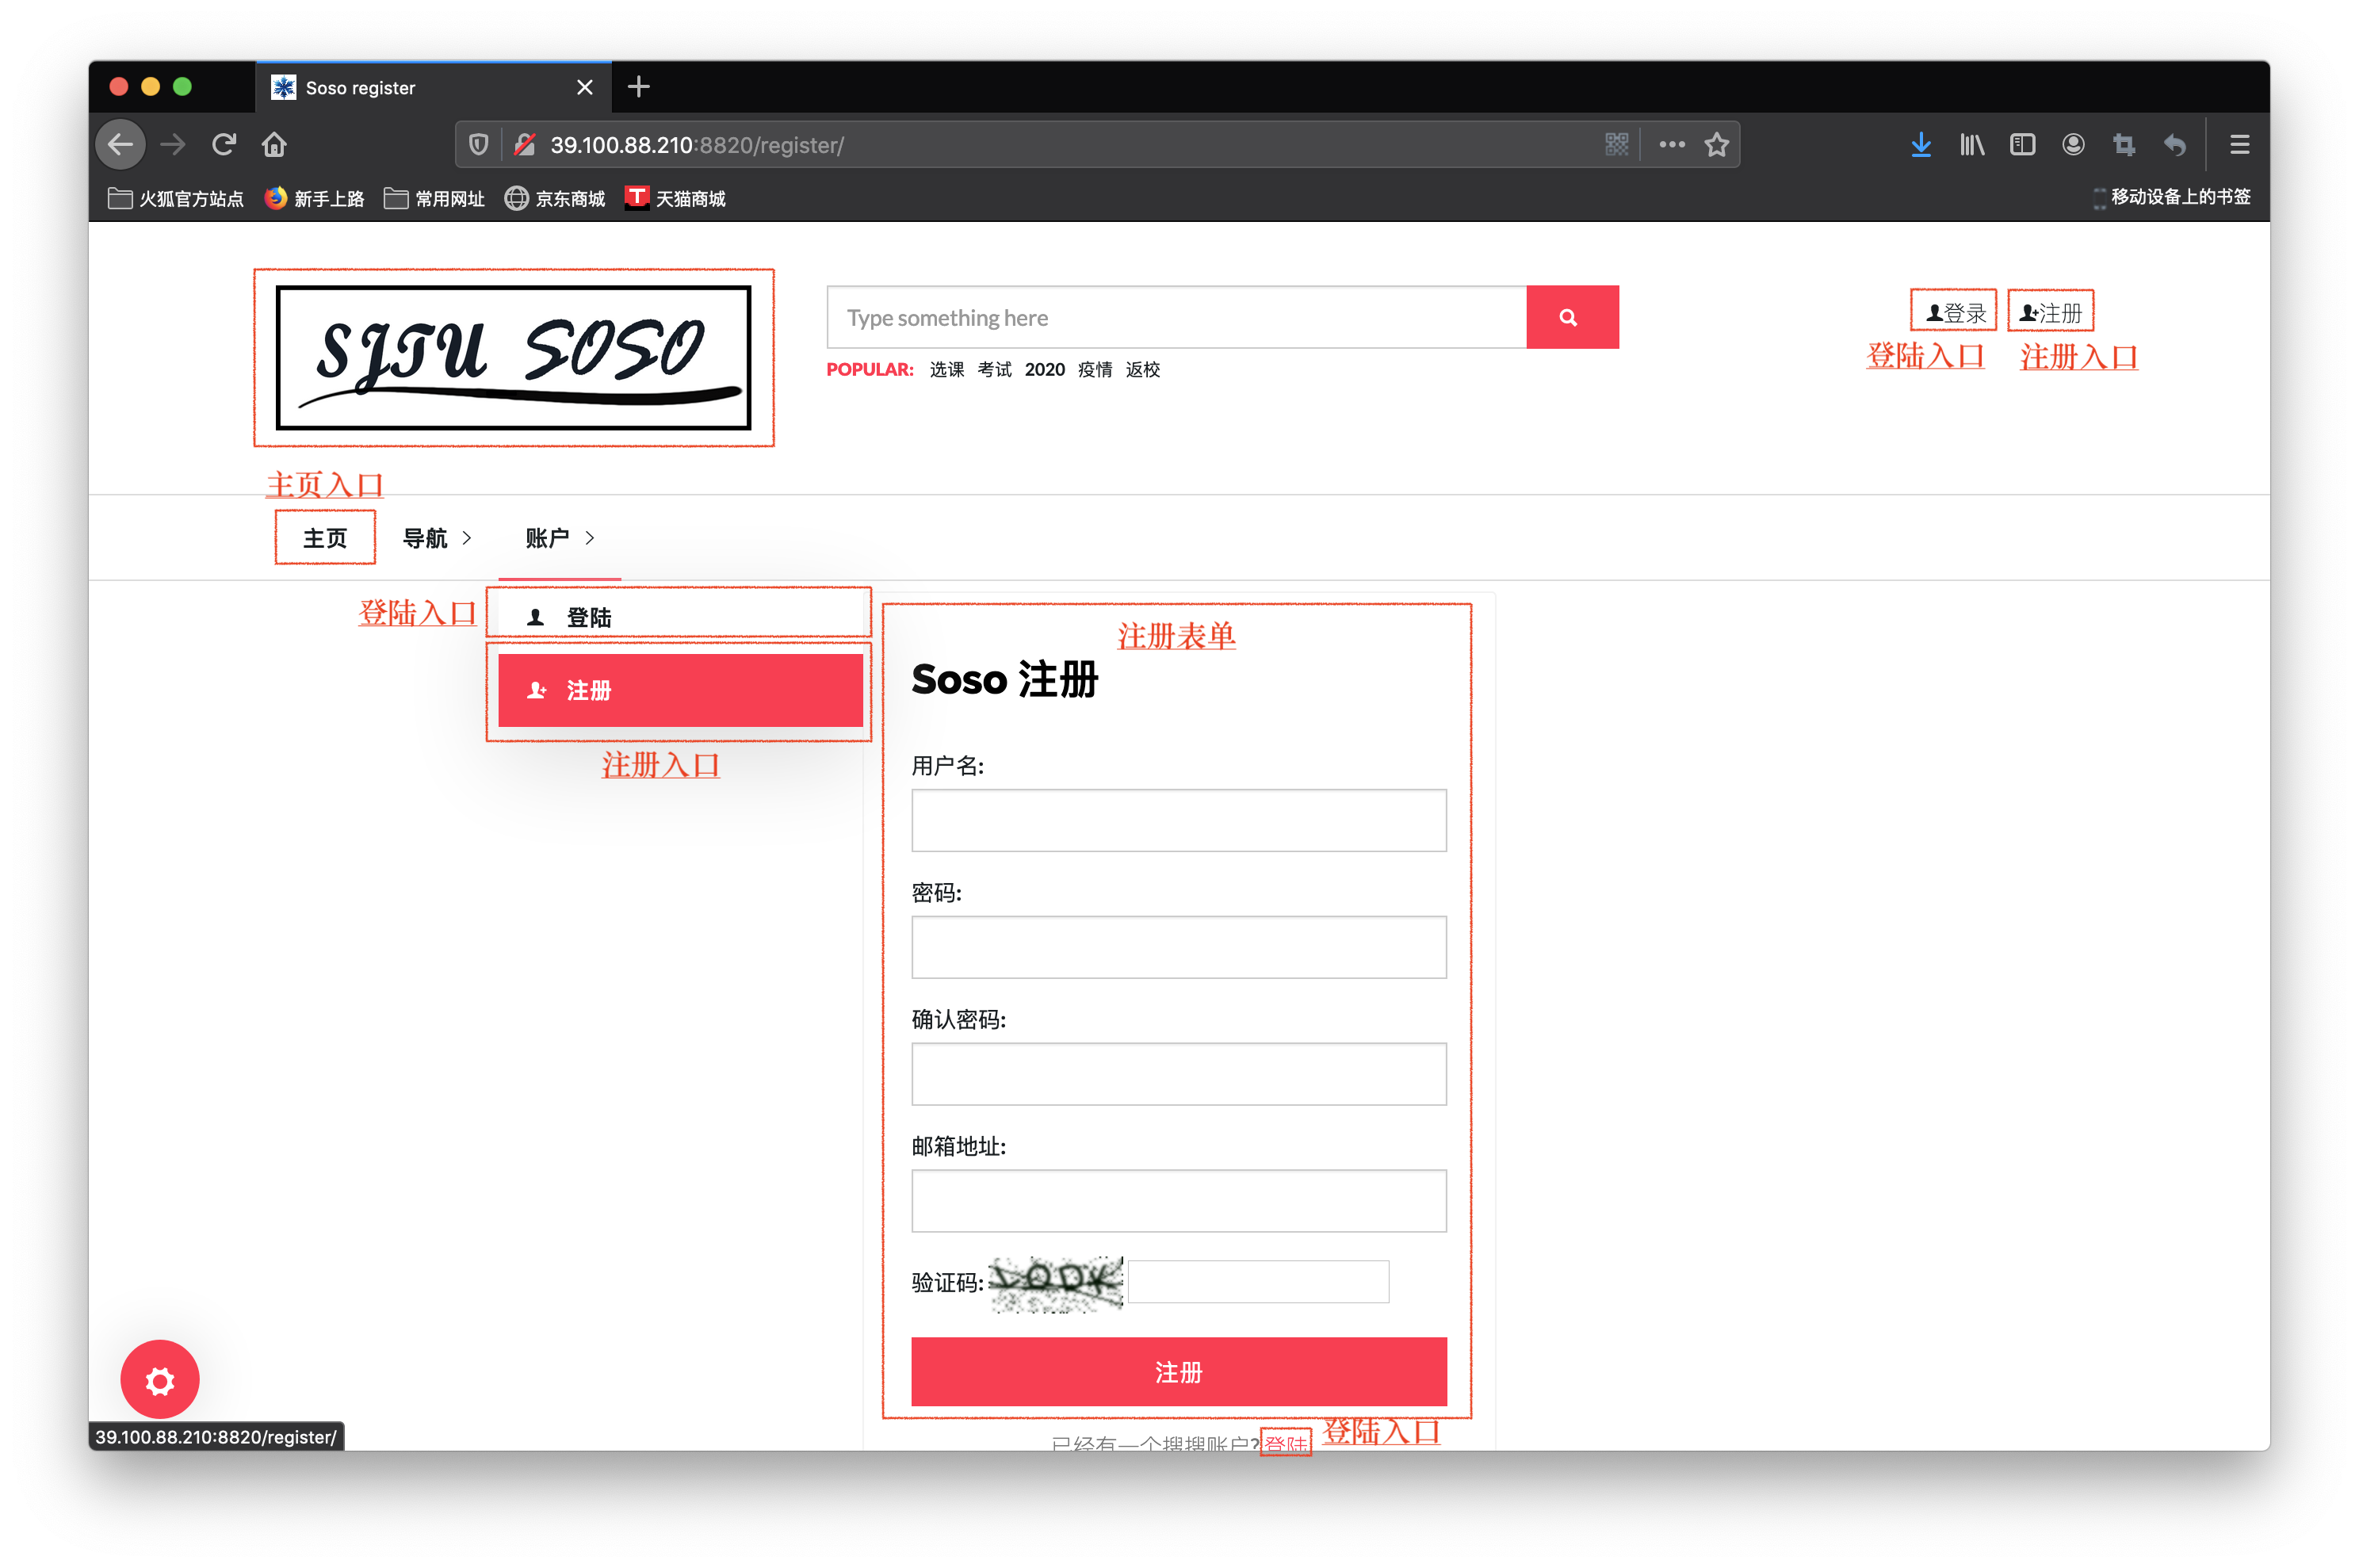 Soso register
39.100.88.210:8820/register/
火狐官方站点 新手上路 常用网址 京东商城 T 天猫商城 移动设备上的书签
SJTU SOSO
Type something here
登录 注册
登陆入口 注册入口
POPULAR: 选课 考试 2020 疫情 返校
主页入口
主页 导航 账户
登陆入口 登陆
注册
注册入口
注册表单
Soso 注册
用户名:
密码:
确认密码:
邮箱地址:
验证码: LODK
注册
已经有一个搜搜账户?登陆 登陆入口
39.100.88.210:8820/register/